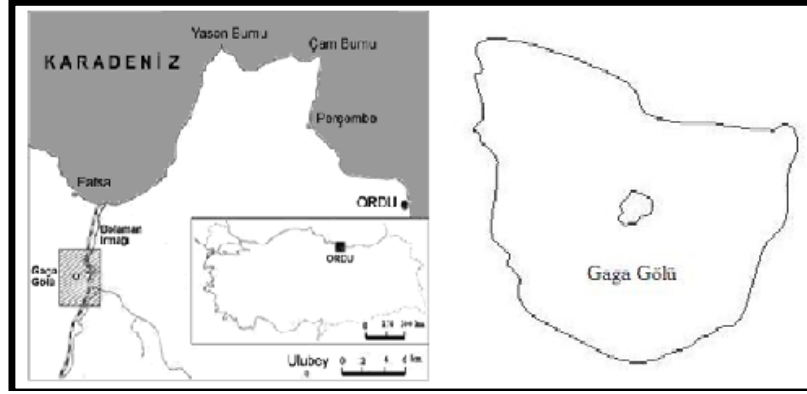 Yason Burnu
Çam Burnu
KARADENİZ
Perşembe
Fatsa
ORDU
Bolaman
Irmağı
Gaga
Gölü
ORDU
Ulubey
0 2 4 6 km
Gaga Gölü